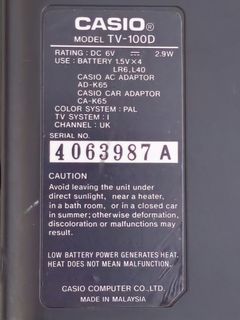 CASIO®
MODEL TV-100D
RATING: DC 6V ⎓ 2.9W
USE: BATTERY 1.5V×4
LR6, L40
CASIO AC ADAPTOR
AD-K65
CASIO CAR ADAPTOR
CA-K65
COLOR SYSTEM: PAL
TV SYSTEM: I
CHANNEL: UK
SERIAL NO.
4063987 A
CAUTION
Avoid leaving the unit under
direct sunlight, near a heater,
in a bath room, or in a closed car
in summer; otherwise deformation,
discoloration or malfunctions may
result.
LOW BATTERY POWER GENERATES HEAT.
HEAT DOES NOT MEAN MALFUNCTION.
CASIO COMPUTER CO.,LTD.
MADE IN MALAYSIA